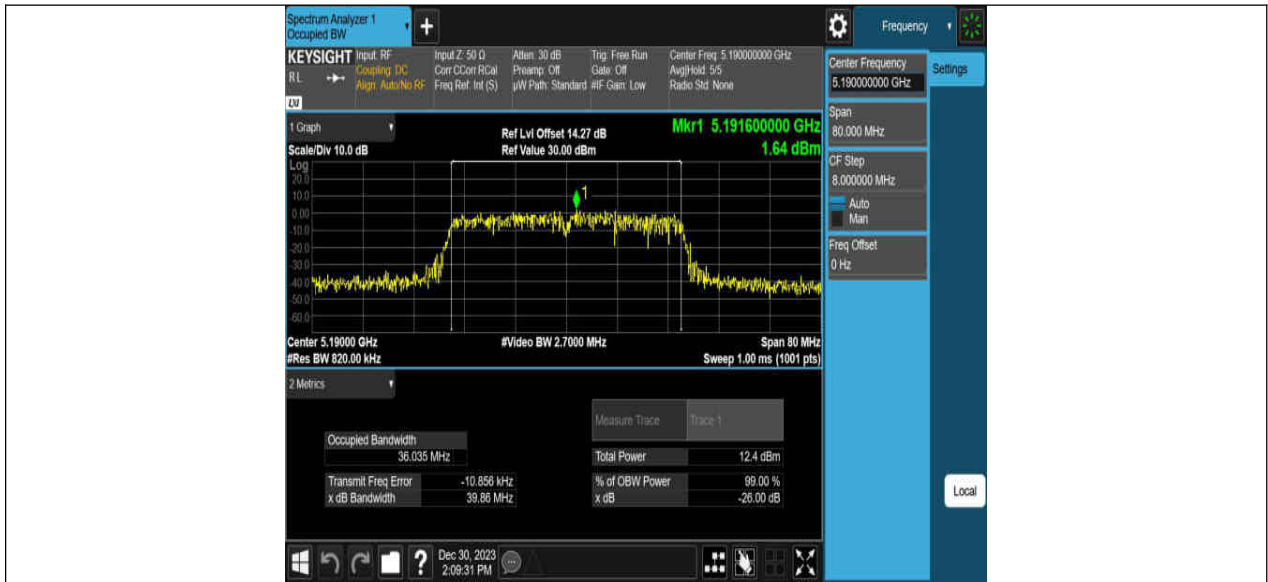 Spectrum Analyzer 1
Occupied BW
+
Frequency
KEYSIGHT
RL
LXI
Input: RF
Coupling: DC
Align: Auto/No RF
Input Z: 50 Ω
Corr CCorr RCal
Freq Ref: Int (S)
Atten: 30 dB
Preamp: Off
µW Path: Standard
Trig: Free Run
Gate: Off
#IF Gain: Low
Center Freq: 5.190000000 GHz
Avg|Hold: 5/5
Radio Std: None
Center Frequency
5.190000000 GHz
Settings
Span
80.000 MHz
CF Step
8.000000 MHz
Auto
Man
Freq Offset
0 Hz
1 Graph
Scale/Div 10.0 dB
Ref Lvl Offset 14.27 dB
Ref Value 30.00 dBm
Mkr1 5.191600000 GHz
1.64 dBm
Log
20.0
10.0
0.00
-10.0
-20.0
-30.0
-40.0
-50.0
-60.0
1
Center 5.19000 GHz
#Res BW 820.00 kHz
#Video BW 2.7000 MHz
Span 80 MHz
Sweep 1.00 ms (1001 pts)
2 Metrics
Measure Trace
Trace 1
Occupied Bandwidth
36.035 MHz
Total Power
12.4 dBm
Transmit Freq Error
-10.856 kHz
% of OBW Power
99.00 %
x dB Bandwidth
39.86 MHz
x dB
-26.00 dB
Local
?
Dec 30, 2023
2:09:31 PM